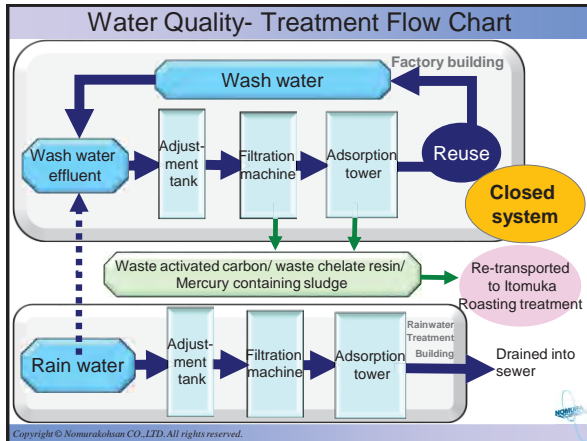 Water Quality- Treatment Flow Chart
Factory building
Wash water
Wash water
effluent
Adjust-
ment
tank
Filtration
machine
Adsorption
tower
Reuse
Closed
system
Waste activated carbon/ waste chelate resin/
Mercury containing sludge
Re-transported
to Itomuka
Roasting treatment
Rain water
Adjust-
ment
tank
Filtration
machine
Adsorption
tower
Rainwater
Treatment
Building
Drained into
sewer
NOMURA
Copyright © Nomurakohsan CO.,LTD. All rights reserved.